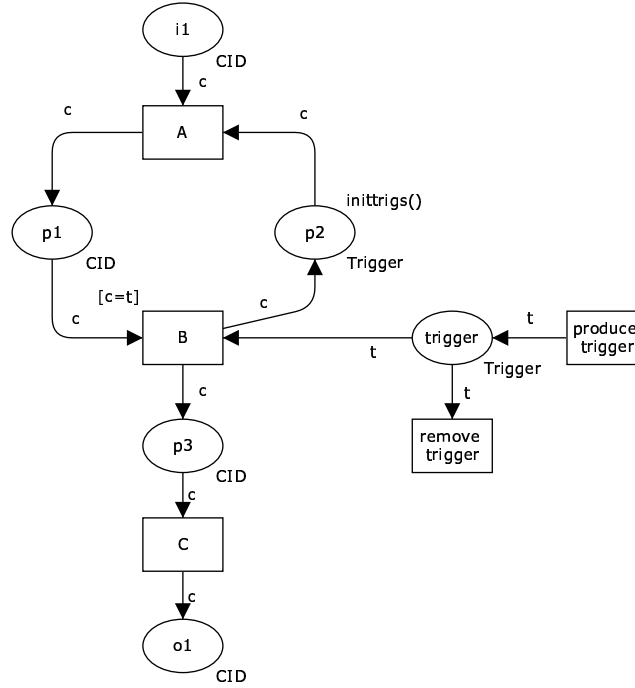 i1
CID
c
c
c
A
inittrigs()
p1
p2
CID
Trigger
[c=t]
c
c
t
B
trigger
produce
trigger
t
Trigger
c
t
p3
remove
trigger
CID
c
C
c
o1
CID